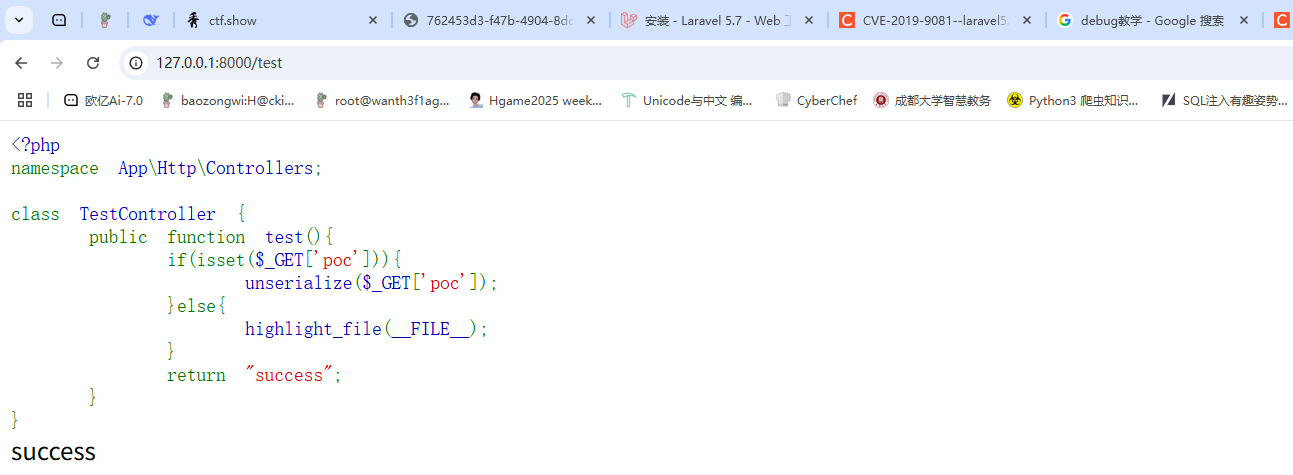 ctf.show
762453d3-f47b-4904-8dc
安装 - Laravel 5.7 - Web
CVE-2019-9081--laravel5.
debug教学 - Google 搜索
127.0.0.1:8000/test
欧亿Ai-7.0
baozongwi:H@cki...
root@wanth3f1ag...
Hgame2025 week...
Unicode与中文 编...
CyberChef
成都大学智慧教务
Python3 爬虫知识...
SQL注入有趣姿势...
<?php
namespace App\Http\Controllers;
class TestController {
public function test(){
if(isset($_GET['poc'])){
unserialize($_GET['poc']);
}else{
highlight_file(__FILE__);
}
return "success";
}
}
success